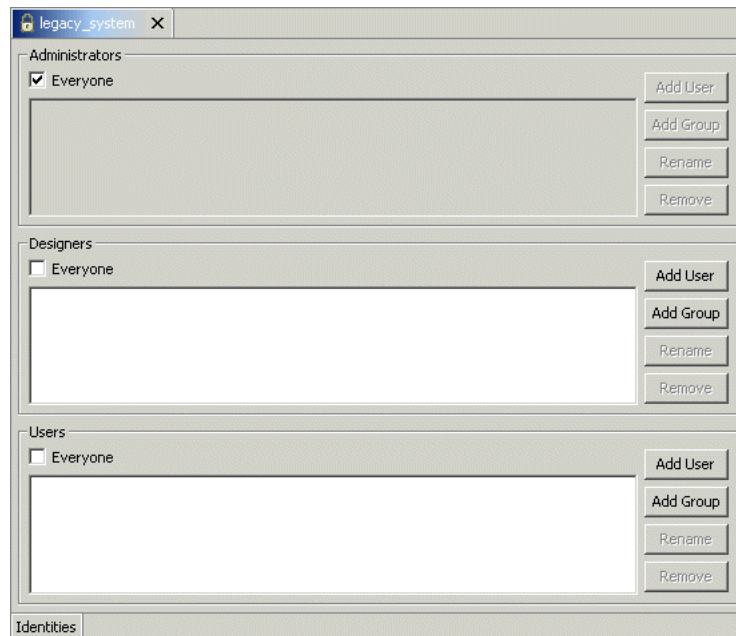 legacy_system X
Administrators
Everyone
Add User
Add Group
Rename
Remove
Designers
Everyone
Add User
Add Group
Rename
Remove
Users
Everyone
Add User
Add Group
Rename
Remove
Identities